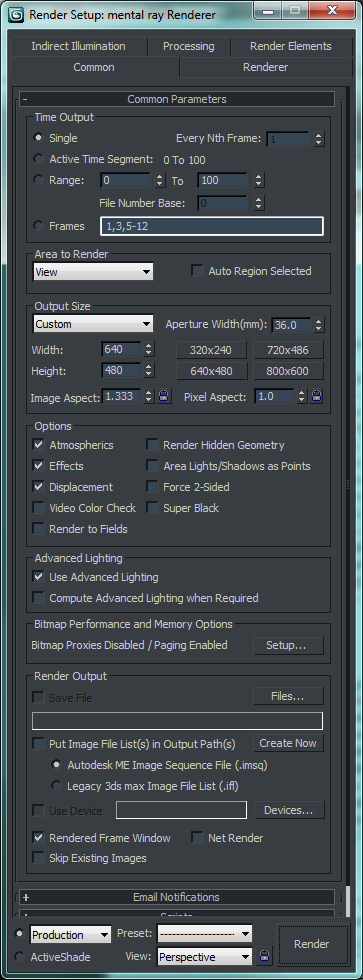 Render Setup: mental ray Renderer
Indirect Illumination Processing Render Elements
Common Renderer
- Common Parameters
Time Output
Single Every Nth Frame: 1
Active Time Segment: 0 To 100
Range: 0 To 100
File Number Base: 0
Frames 1,3,5-12
Area to Render
View Auto Region Selected
Output Size
Custom Aperture Width(mm): 36.0
Width: 640 320x240 720x486
Height: 480 640x480 800x600
Image Aspect: 1.333 Pixel Aspect: 1.0
Options
Atmospherics Render Hidden Geometry
Effects Area Lights/Shadows as Points
Displacement Force 2-Sided
Video Color Check Super Black
Render to Fields
Advanced Lighting
Use Advanced Lighting
Compute Advanced Lighting when Required
Bitmap Performance and Memory Options
Bitmap Proxies Disabled / Paging Enabled Setup...
Render Output
Save File Files...
Put Image File List(s) in Output Path(s) Create Now
Autodesk ME Image Sequence File (.imsq)
Legacy 3ds max Image File List (.ifl)
Use Device Devices...
Rendered Frame Window Net Render
Skip Existing Images
+ Email Notifications
+ Scripts
Production Preset: Render
ActiveShade View: Perspective